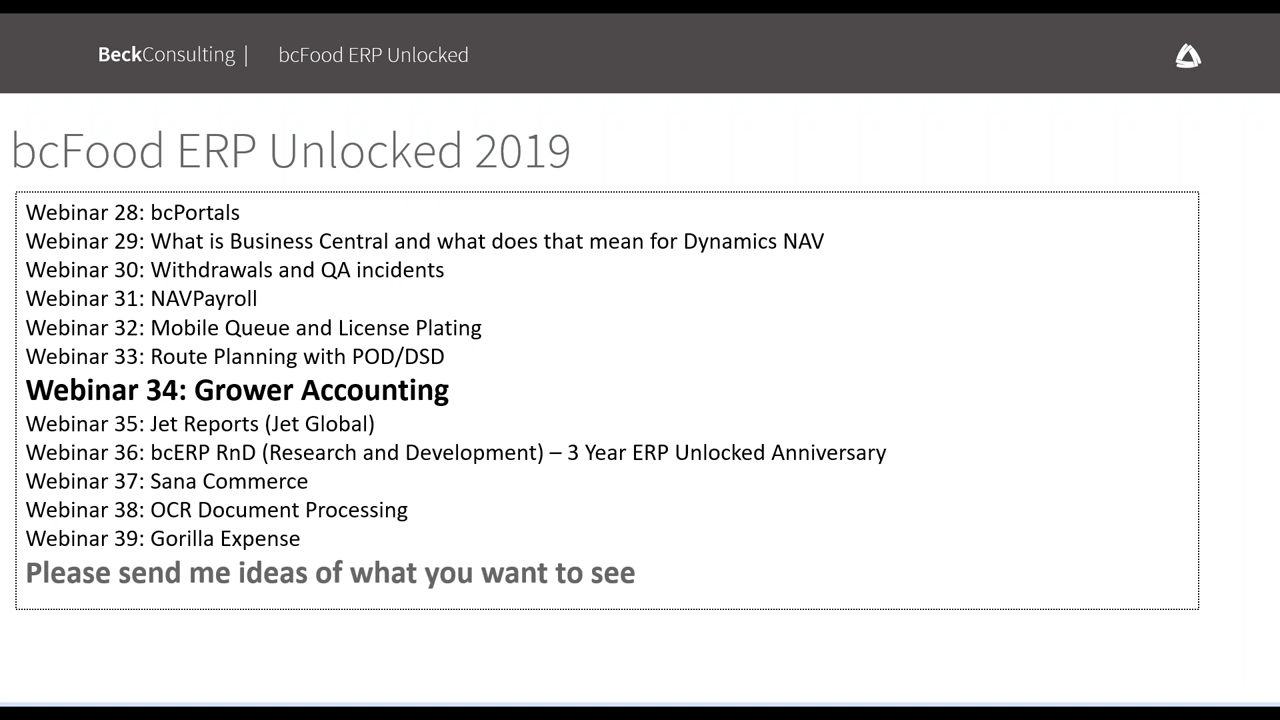 BeckConsulting | bcFood ERP Unlocked
bcFood ERP Unlocked 2019
Webinar 28: bcPortals
Webinar 29: What is Business Central and what does that mean for Dynamics NAV
Webinar 30: Withdrawals and QA incidents
Webinar 31: NAVPayroll
Webinar 32: Mobile Queue and License Plating
Webinar 33: Route Planning with POD/DSD
Webinar 34: Grower Accounting
Webinar 35: Jet Reports (Jet Global)
Webinar 36: bcERP RnD (Research and Development) – 3 Year ERP Unlocked Anniversary
Webinar 37: Sana Commerce
Webinar 38: OCR Document Processing
Webinar 39: Gorilla Expense
Please send me ideas of what you want to see